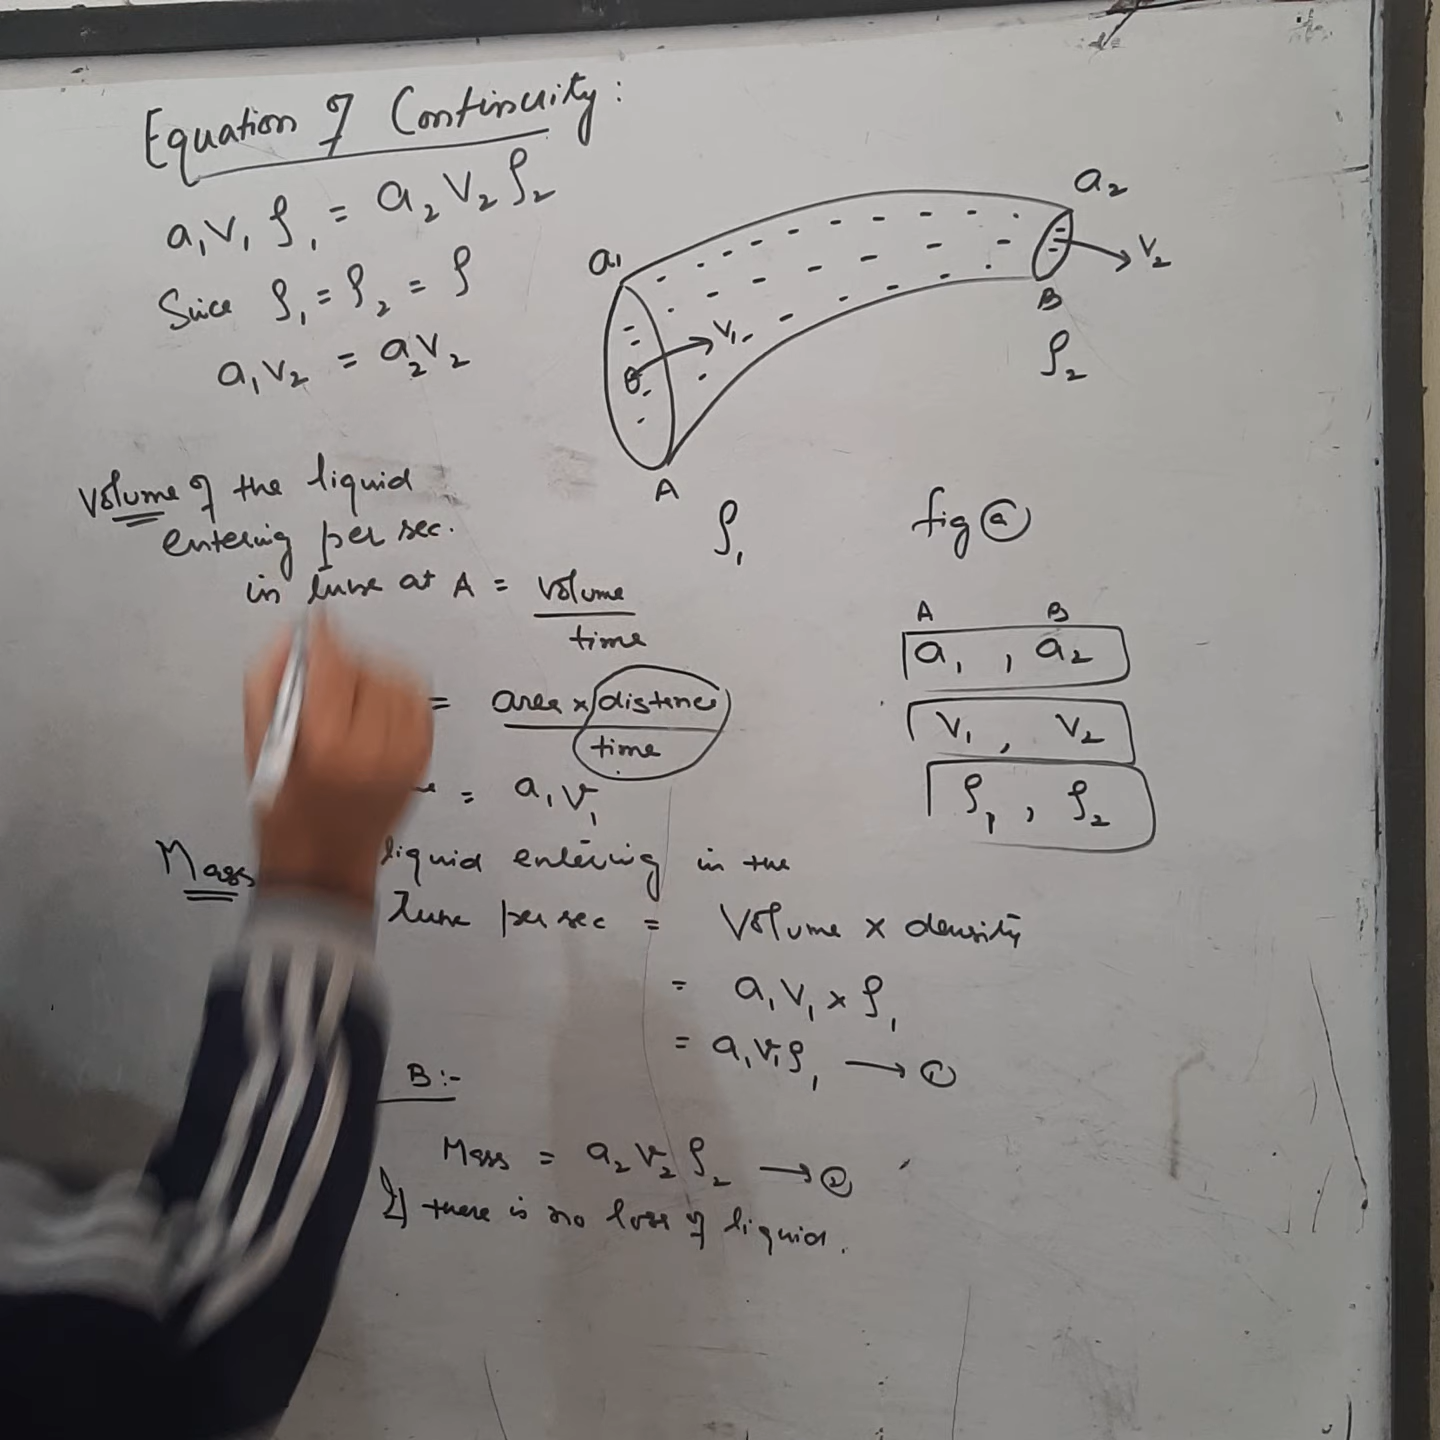 Equation of Continuity:
a₁v₁ρ₁ = a₂v₂ρ₂
Since ρ₁ = ρ₂ = ρ
a₁v₂ = a₂v₂
a₁
a₂
v₁
v₂
A
B
ρ₁
ρ₂
fig (a)
Volume of the liquid
entering per sec.
in tube at A = volume / time
= area × distance / time
= a₁v₁
A B
a₁ , a₂
v₁ , v₂
ρ₁ , ρ₂
Mass liquid entering in the
tube per sec = Volume × density
= a₁v₁ × ρ₁
= a₁v₁ρ₁ → ①
B:-
Mass = a₂v₂ρ₂ → ②
If there is no loss of liquid.